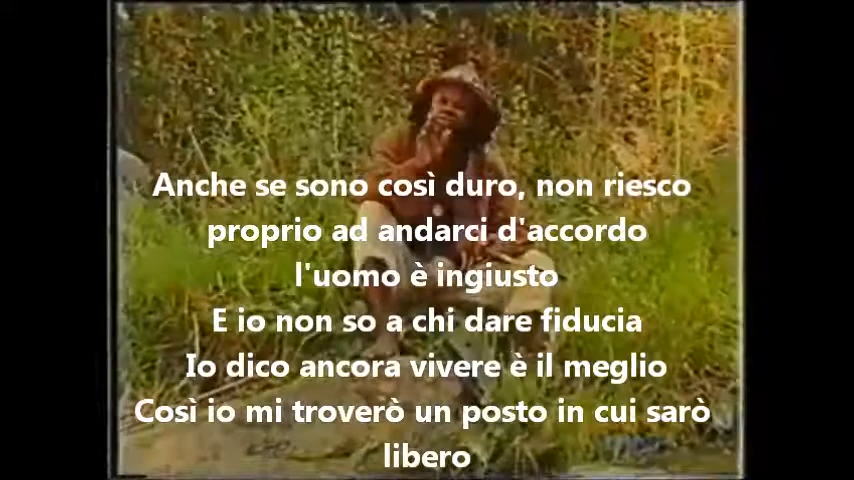 Anche se sono così duro, non riesco
proprio ad andarci d'accordo
l'uomo è ingiusto
E io non so a chi dare fiducia
Io dico ancora vivere è il meglio
Così io mi troverò un posto in cui sarò
libero